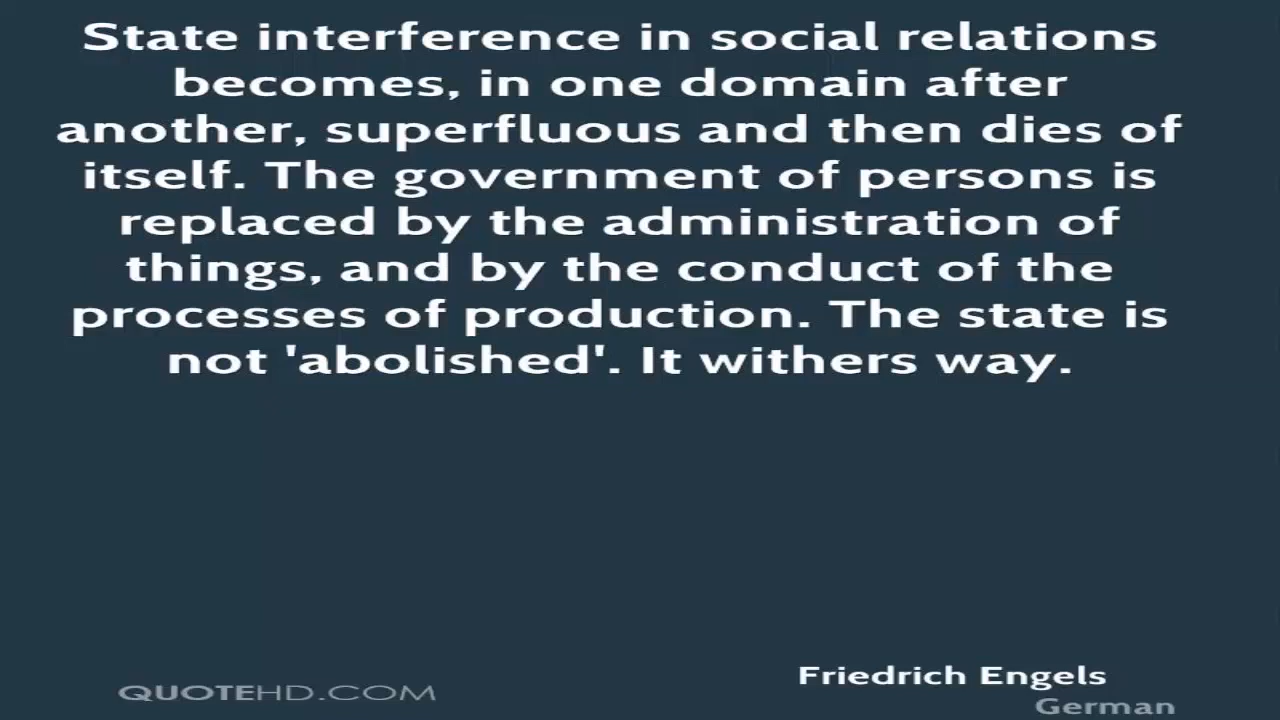 State interference in social relations
becomes, in one domain after
another, superfluous and then dies of
itself. The government of persons is
replaced by the administration of
things, and by the conduct of the
processes of production. The state is
not 'abolished'. It withers way.
Friedrich Engels
German
QUOTEHD.COM